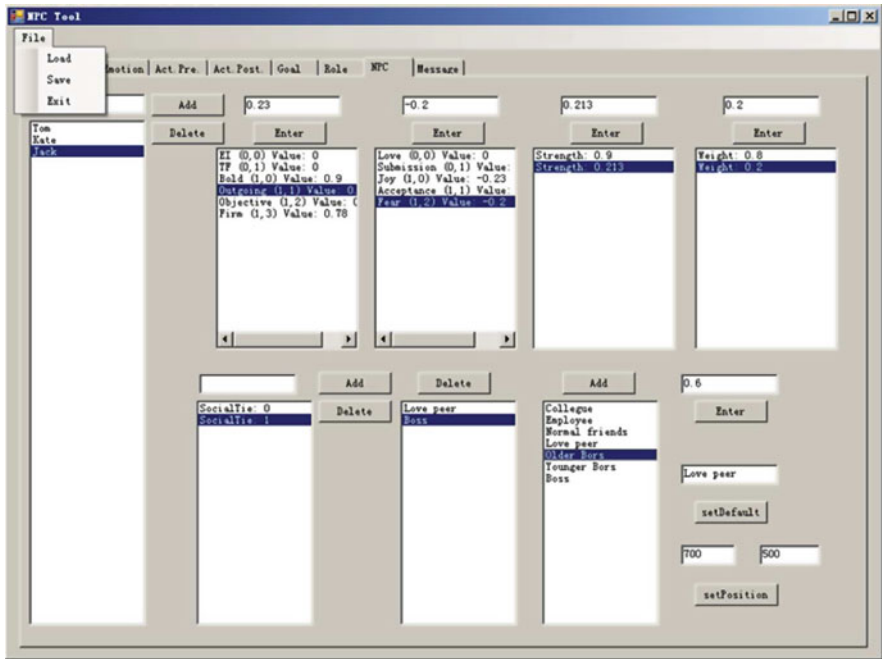 NPC Tool
File
Load
Save
Exit
motion Act.Pre. Act.Post. Goal Role NPC Message
Add 0.23 -0.2 0.213 0.2
Delete Enter Enter Enter Enter
Tom
Kate
Jack
EI (0,0) Value: 0
TF (0,1) Value: 0
Bold (1,0) Value: 0.9
Outgoing (1,1) Value: 0.
Objective (1,2) Value: 0
Firm (1,3) Value: 0.78
Love (0,0) Value: 0
Submission (0,1) Value:
Joy (1,0) Value: -0.23
Acceptance (1,1) Value:
Fear (1,2) Value: -0.2
Strength: 0.9
Strength: 0.213
Weight: 0.8
Weight: 0.2
Add Delete Add 0.6
Delete Enter
SocialTie: 0
SocialTie: 1
Love peer
Boss
Collegue
Employee
Normal friends
Love peer
Older Bors
Younger Bors
Boss
Love peer
setDefault
700 500
setPosition